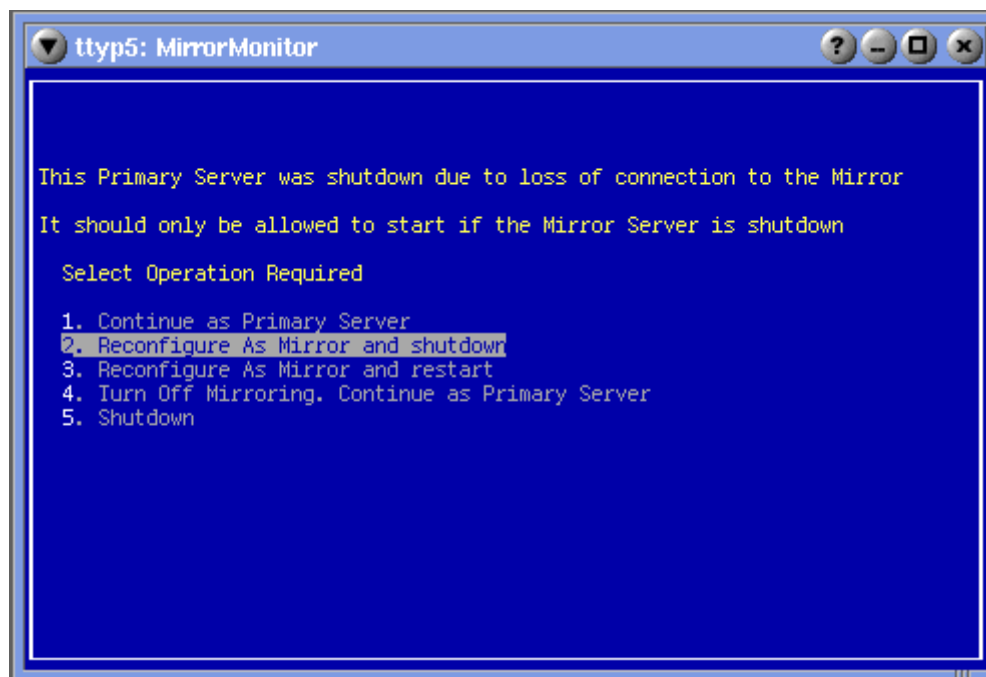 ttyp5: MirrorMonitor
This Primary Server was shutdown due to loss of connection to the Mirror
It should only be allowed to start if the Mirror Server is shutdown
Select Operation Required
1. Continue as Primary Server
2. Reconfigure As Mirror and shutdown
3. Reconfigure As Mirror and restart
4. Turn Off Mirroring. Continue as Primary Server
5. Shutdown